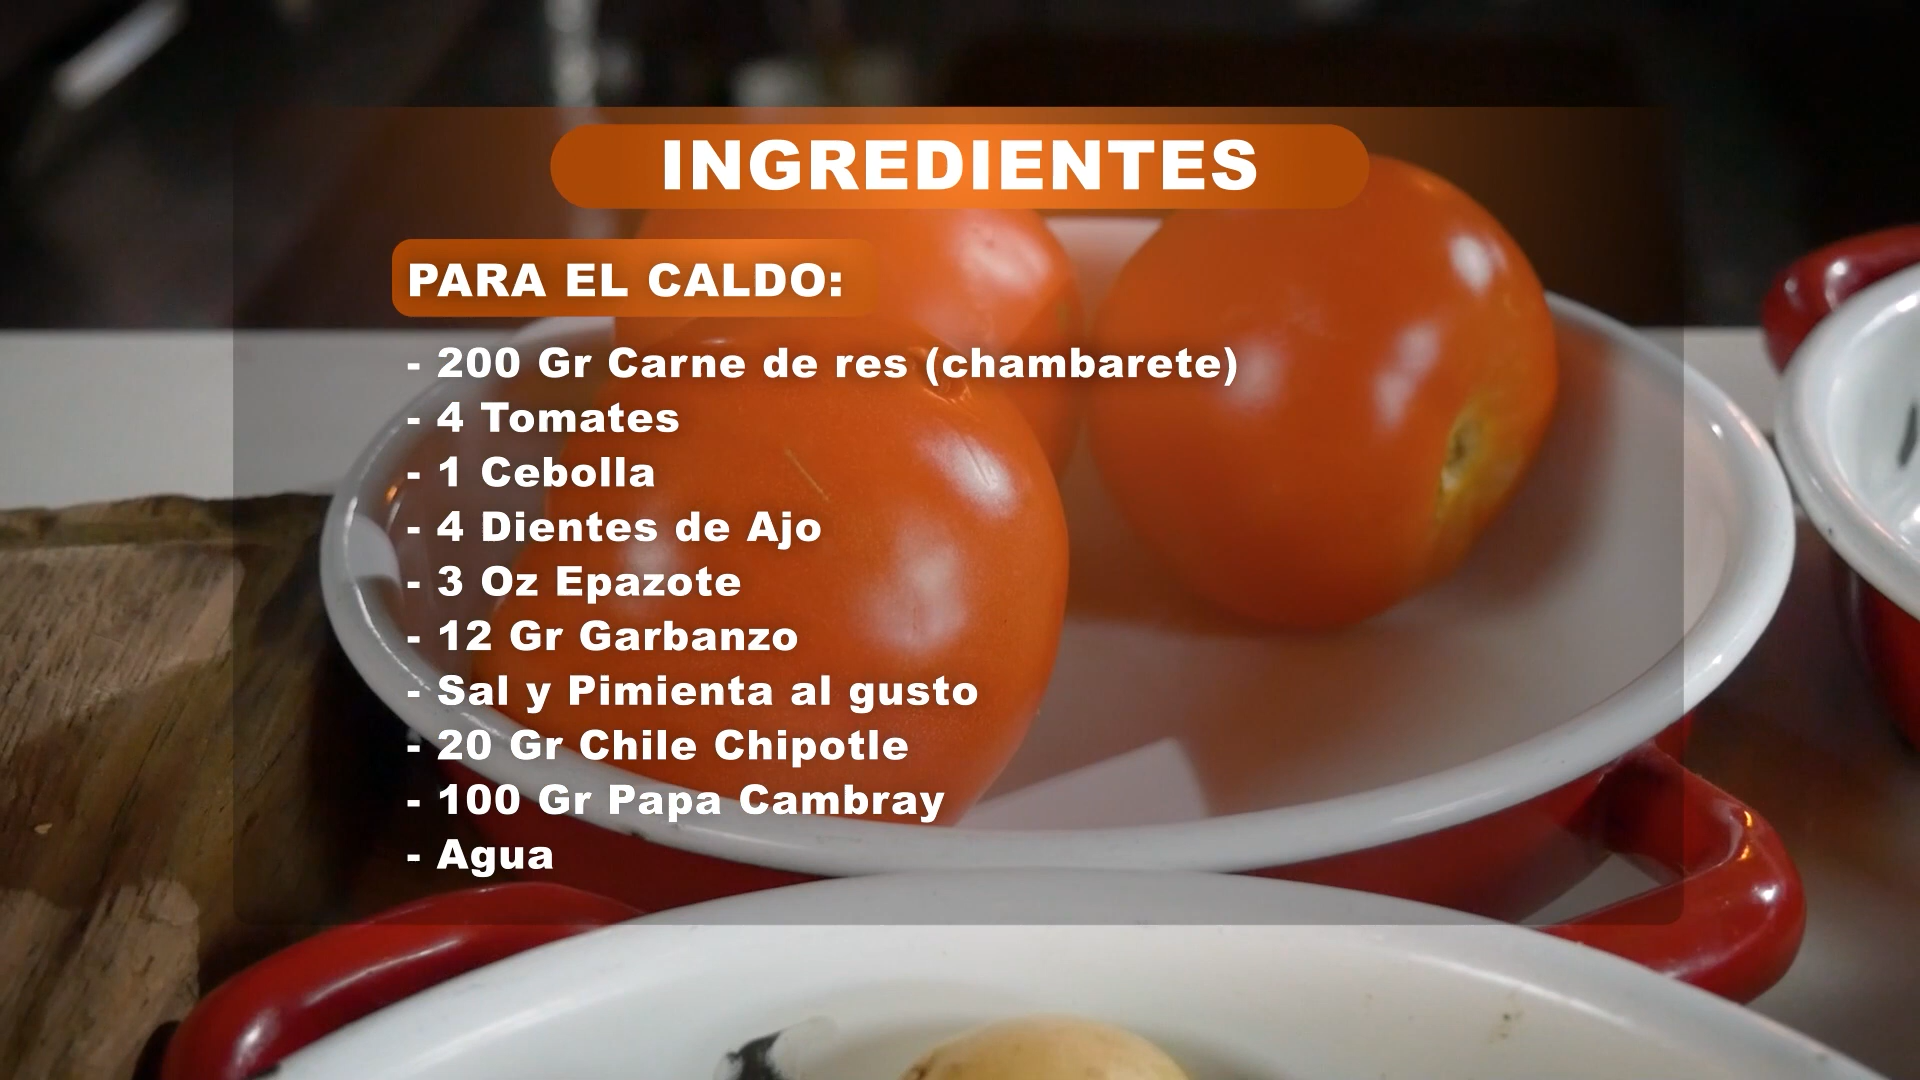 INGREDIENTES
PARA EL CALDO:
- 200 Gr Carne de res (chambarete)
- 4 Tomates
- 1 Cebolla
- 4 Dientes de Ajo
- 3 Oz Epazote
- 12 Gr Garbanzo
- Sal y Pimienta al gusto
- 20 Gr Chile Chipotle
- 100 Gr Papa Cambray
- Agua